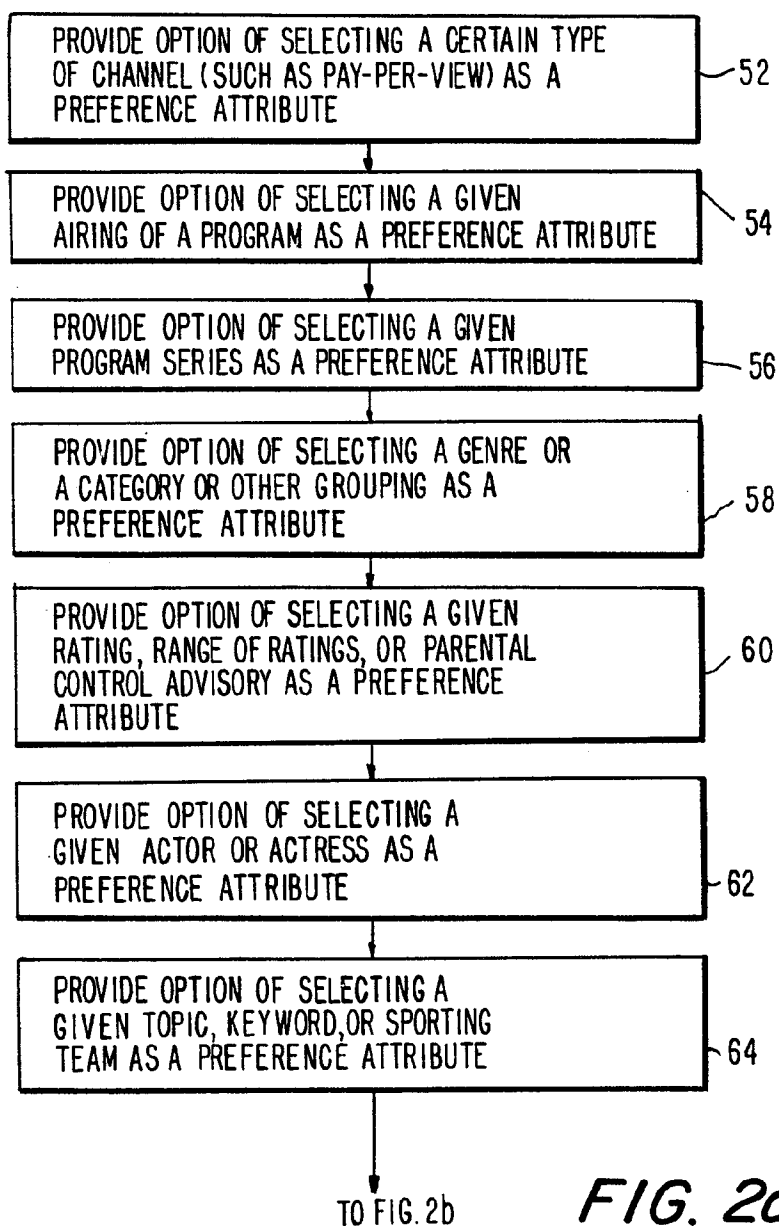 PROVIDE OPTION OF SELECTING A CERTAIN TYPE
OF CHANNEL (SUCH AS PAY-PER-VIEW) AS A
PREFERENCE ATTRIBUTE
52
PROVIDE OPTION OF SELECTING A GIVEN
AIRING OF A PROGRAM AS A PREFERENCE ATTRIBUTE
54
PROVIDE OPTION OF SELECTING A GIVEN
PROGRAM SERIES AS A PREFERENCE ATTRIBUTE
56
PROVIDE OPTION OF SELECTING A GENRE OR
A CATEGORY OR OTHER GROUPING AS A
PREFERENCE ATTRIBUTE
58
PROVIDE OPTION OF SELECTING A GIVEN
RATING, RANGE OF RATINGS, OR PARENTAL
CONTROL ADVISORY AS A PREFERENCE
ATTRIBUTE
60
PROVIDE OPTION OF SELECTING A
GIVEN ACTOR OR ACTRESS AS A
PREFERENCE ATTRIBUTE
62
PROVIDE OPTION OF SELECTING A
GIVEN TOPIC, KEYWORD, OR SPORTING
TEAM AS A PREFERENCE ATTRIBUTE
64
TO FIG. 2b
FIG.